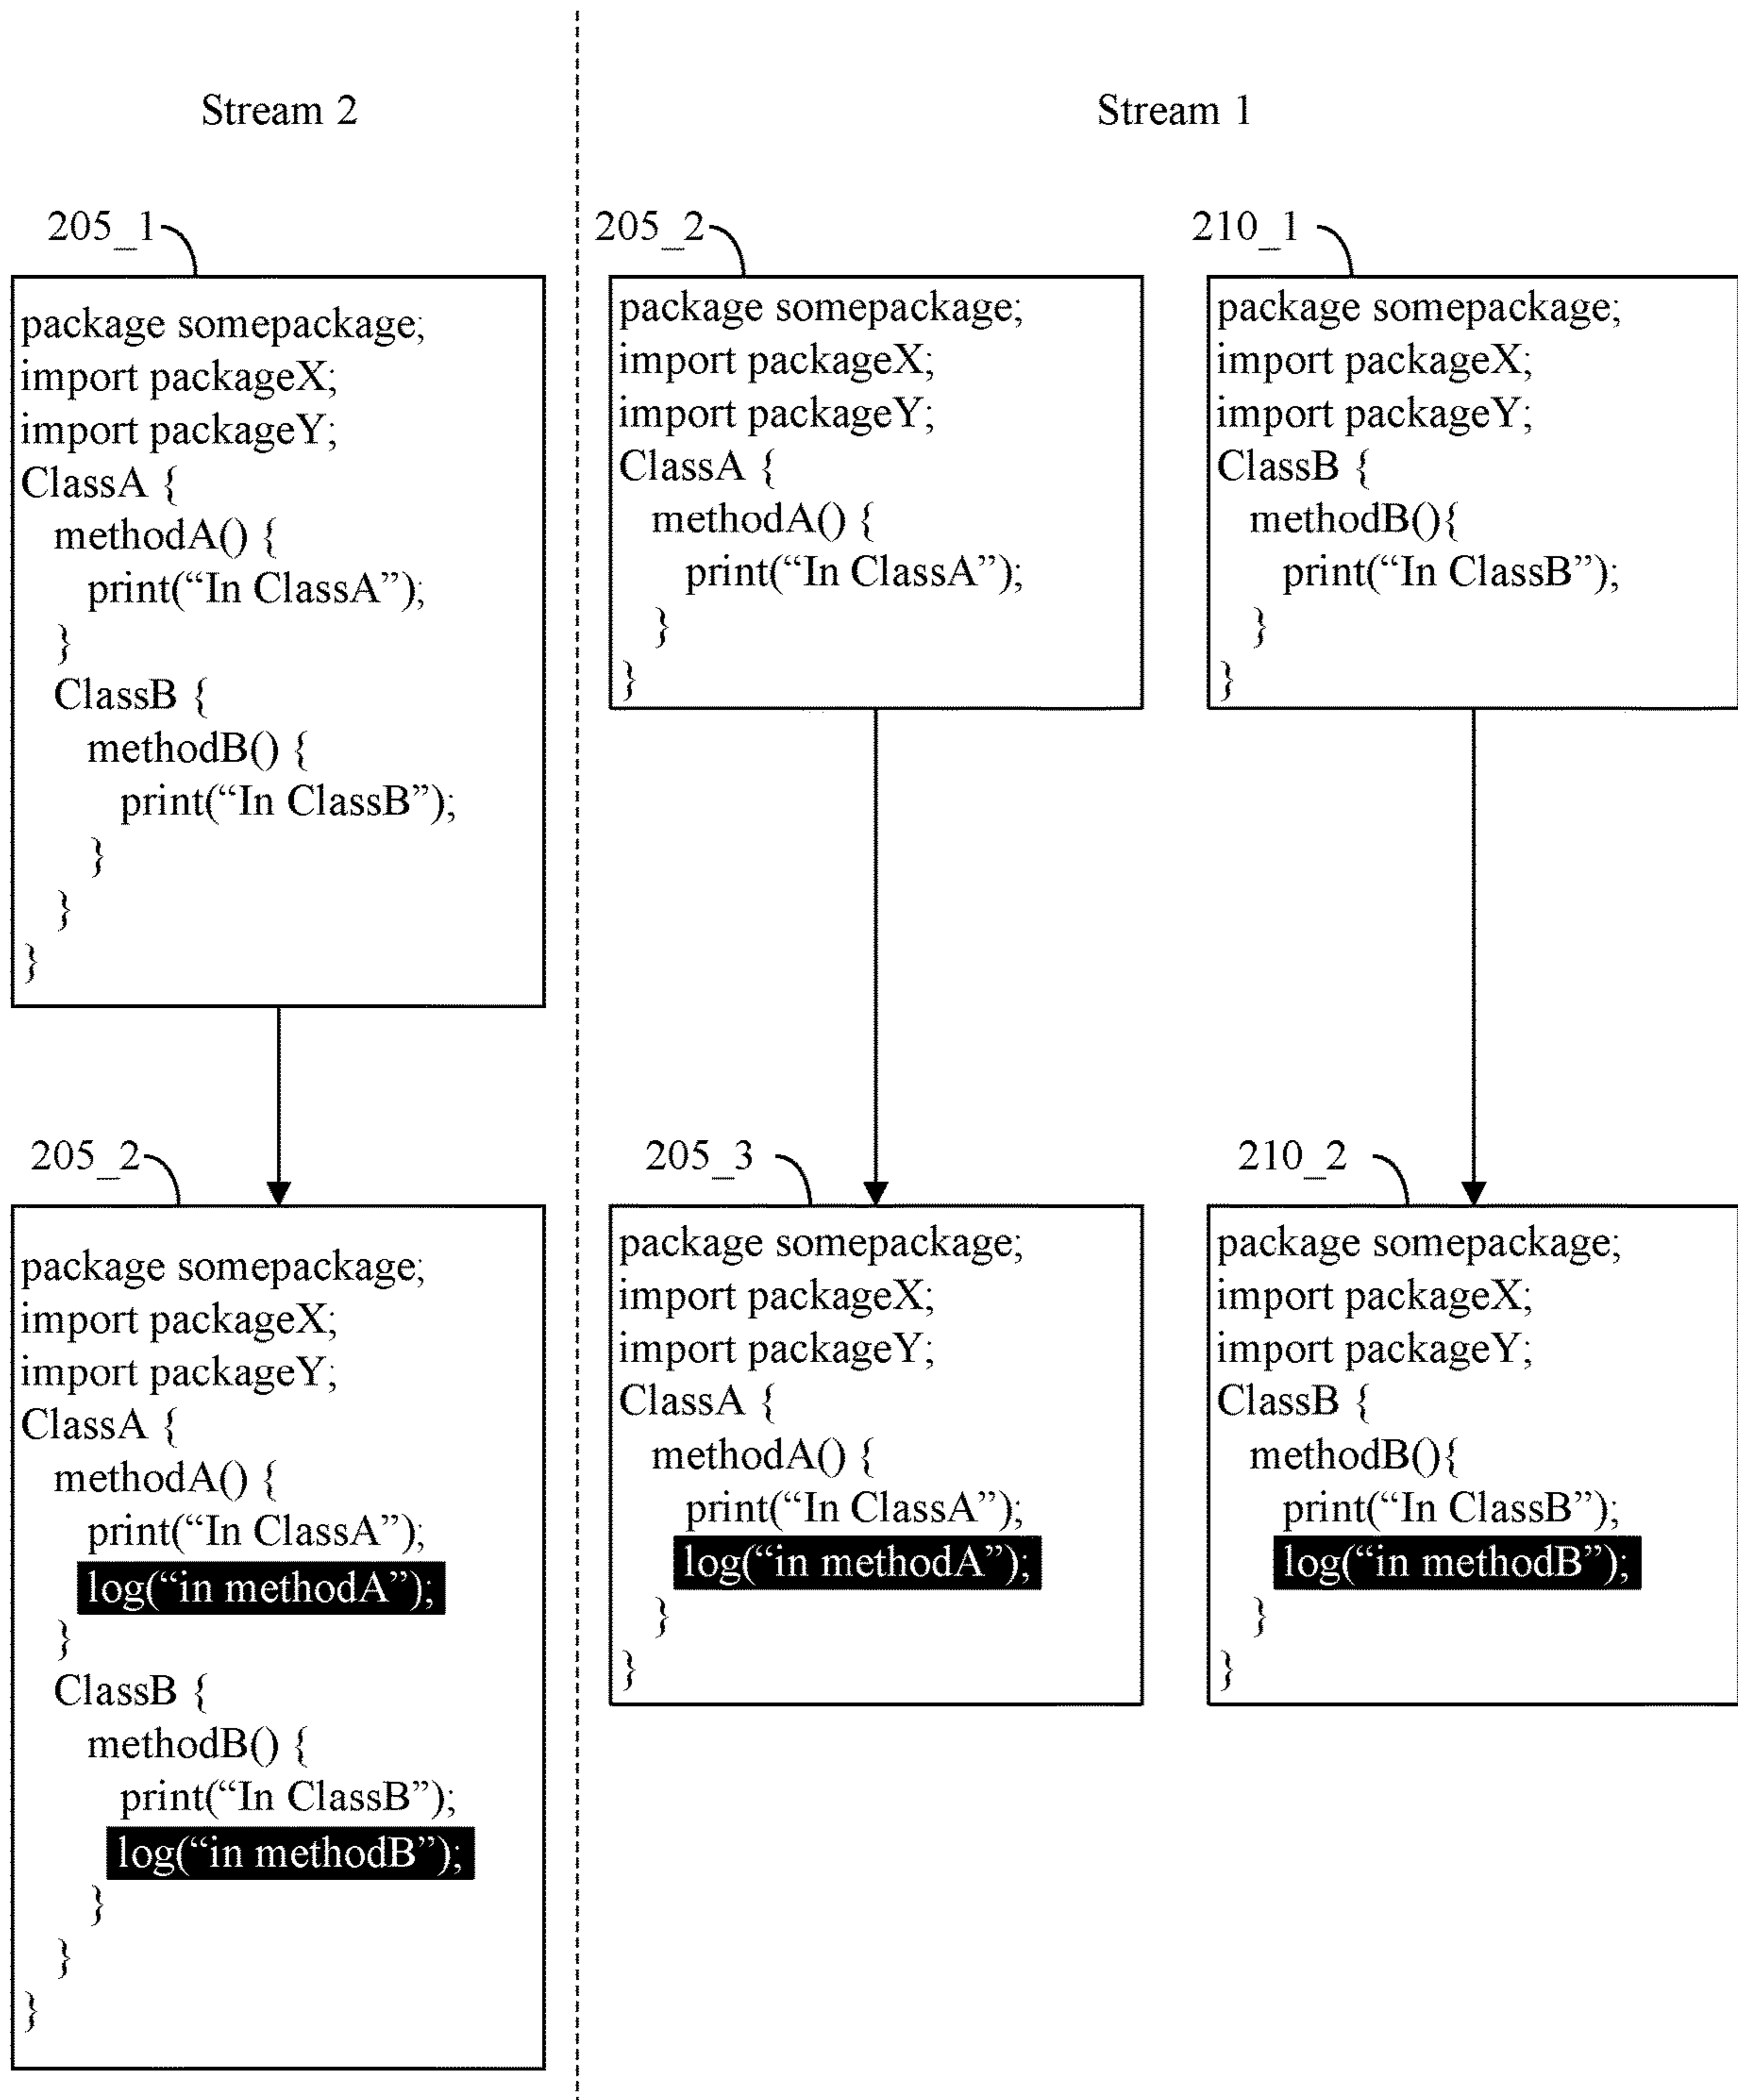 Stream 2
Stream 1
205_1
package somepackage;
import packageX;
import packageY;
ClassA {
methodA() {
print(“In ClassA”);
}
ClassB {
methodB() {
print(“In ClassB”);
}
}
}
205_2
package somepackage;
import packageX;
import packageY;
ClassA {
methodA() {
print(“In ClassA”);
}
}
210_1
package somepackage;
import packageX;
import packageY;
ClassB {
methodB(){
print(“In ClassB”);
}
}
205_2
package somepackage;
import packageX;
import packageY;
ClassA {
methodA() {
print(“In ClassA”);
log(“in methodA”);
}
ClassB {
methodB() {
print(“In ClassB”);
log(“in methodB”);
}
}
}
205_3
package somepackage;
import packageX;
import packageY;
ClassA {
methodA() {
print(“In ClassA”);
log(“in methodA”);
}
}
210_2
package somepackage;
import packageX;
import packageY;
ClassB {
methodB(){
print(“In ClassB”);
log(“in methodB”);
}
}